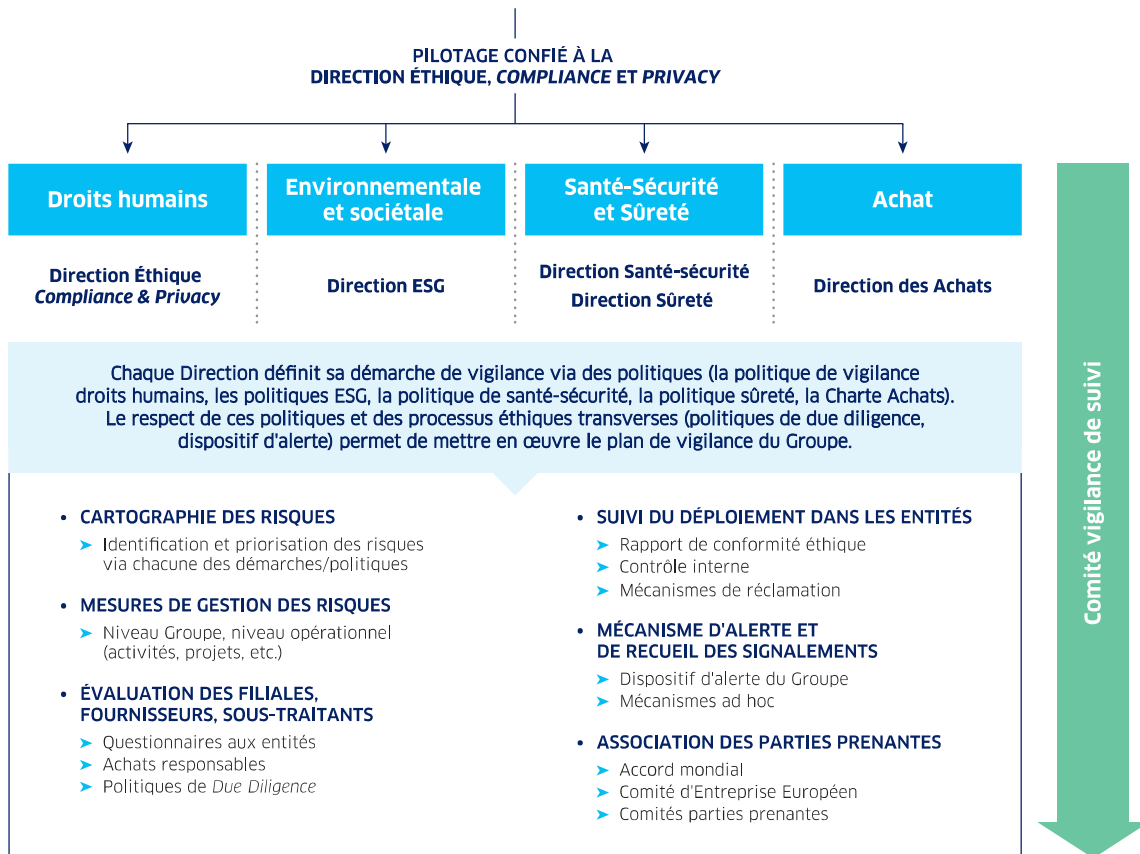 PILOTAGE CONFIÉ À LA
DIRECTION ÉTHIQUE, COMPLIANCE ET PRIVACY
Droits humains
Environnementale
et sociétale
Santé-Sécurité
et Sûreté
Achat
Direction Éthique
Compliance & Privacy
Direction ESG
Direction Santé-sécurité
Direction Sûreté
Direction des Achats
Chaque Direction définit sa démarche de vigilance via des politiques (la politique de vigilance
droits humains, les politiques ESG, la politique de santé-sécurité, la politique sûreté, la Charte Achats).
Le respect de ces politiques et des processus éthiques transverses (politiques de due diligence,
dispositif d'alerte) permet de mettre en œuvre le plan de vigilance du Groupe.
• CARTOGRAPHIE DES RISQUES
➤ Identification et priorisation des risques
via chacune des démarches/politiques
• MESURES DE GESTION DES RISQUES
➤ Niveau Groupe, niveau opérationnel
(activités, projets, etc.)
• ÉVALUATION DES FILIALES,
FOURNISSEURS, SOUS-TRAITANTS
➤ Questionnaires aux entités
➤ Achats responsables
➤ Politiques de Due Diligence
• SUIVI DU DÉPLOIEMENT DANS LES ENTITÉS
➤ Rapport de conformité éthique
➤ Contrôle interne
➤ Mécanismes de réclamation
• MÉCANISME D'ALERTE ET
DE RECUEIL DES SIGNALEMENTS
➤ Dispositif d'alerte du Groupe
➤ Mécanismes ad hoc
• ASSOCIATION DES PARTIES PRENANTES
➤ Accord mondial
➤ Comité d'Entreprise Européen
➤ Comités parties prenantes
Comité vigilance de suivi